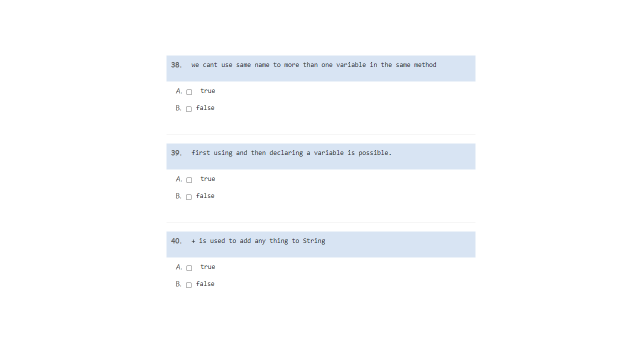 38. we cant use same name to more than one variable in the same method
A. true
B. false
39. first using and then declaring a variable is possible.
A. true
B. false
40. + is used to add any thing to String
A. true
B. false